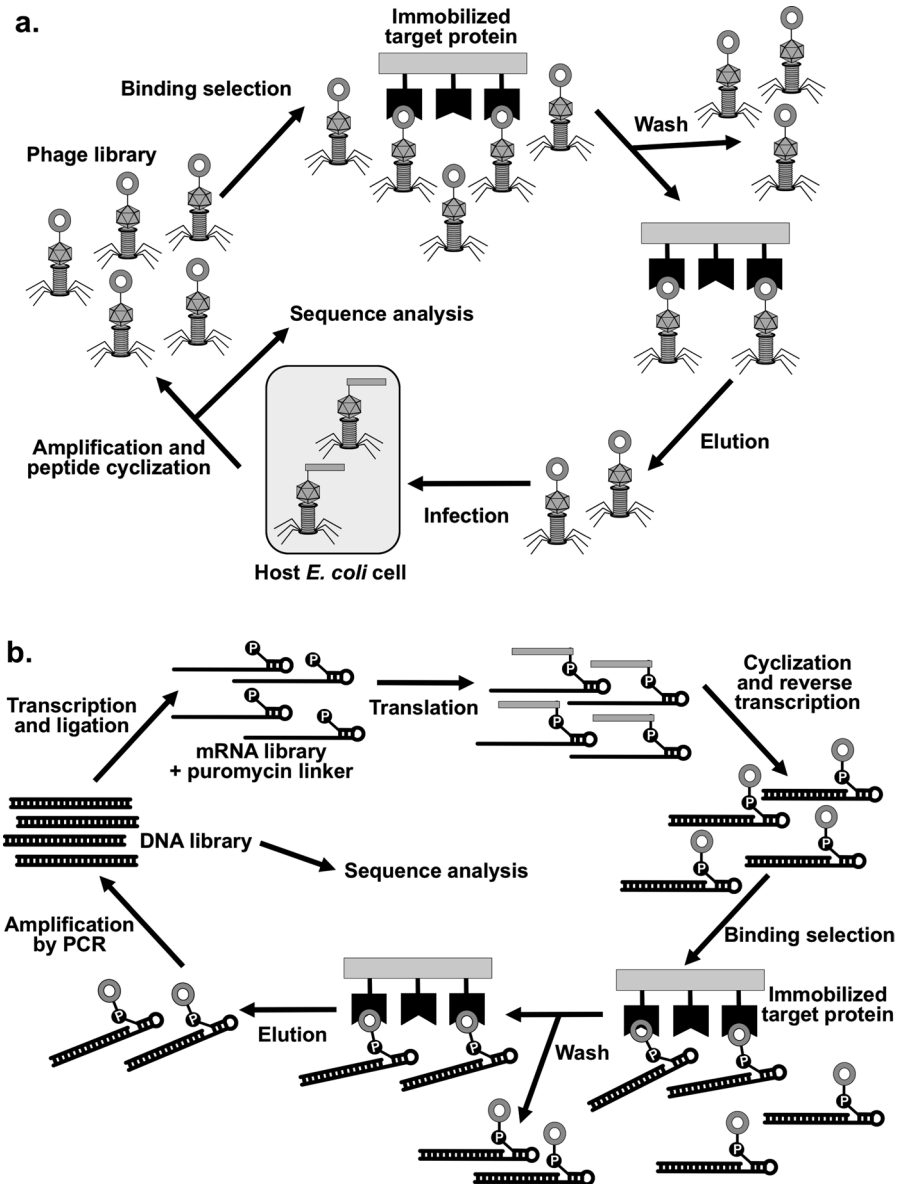 a.
Immobilized
target protein
Binding selection
Wash
Phage library
Sequence analysis
Elution
Amplification and
peptide cyclization
Infection
Host E. coli cell
b.
P
P
P
P
Transcription
and ligation
mRNA library
+ puromycin linker
Translation
P
P
P
P
Cyclization
and reverse
transcription
P
P
P
P
DNA library
Sequence analysis
Amplification
by PCR
Binding selection
Immobilized
target protein
P
P
P
P
Wash
P
P
P
P
Elution
P
P